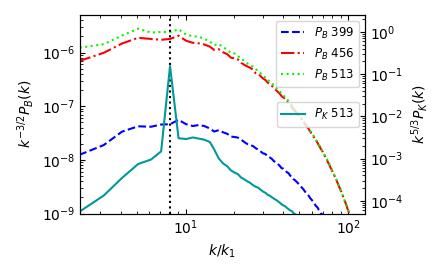 P_B 399
P_B 456
P_B 513
P_K 513
10^{-6}
10^{-7}
10^{-8}
10^{-9}
k^{-3/2}P_B(k)
10^0
10^{-1}
10^{-2}
10^{-3}
10^{-4}
k^{5/3}P_K(k)
10^1
10^2
k/k_1